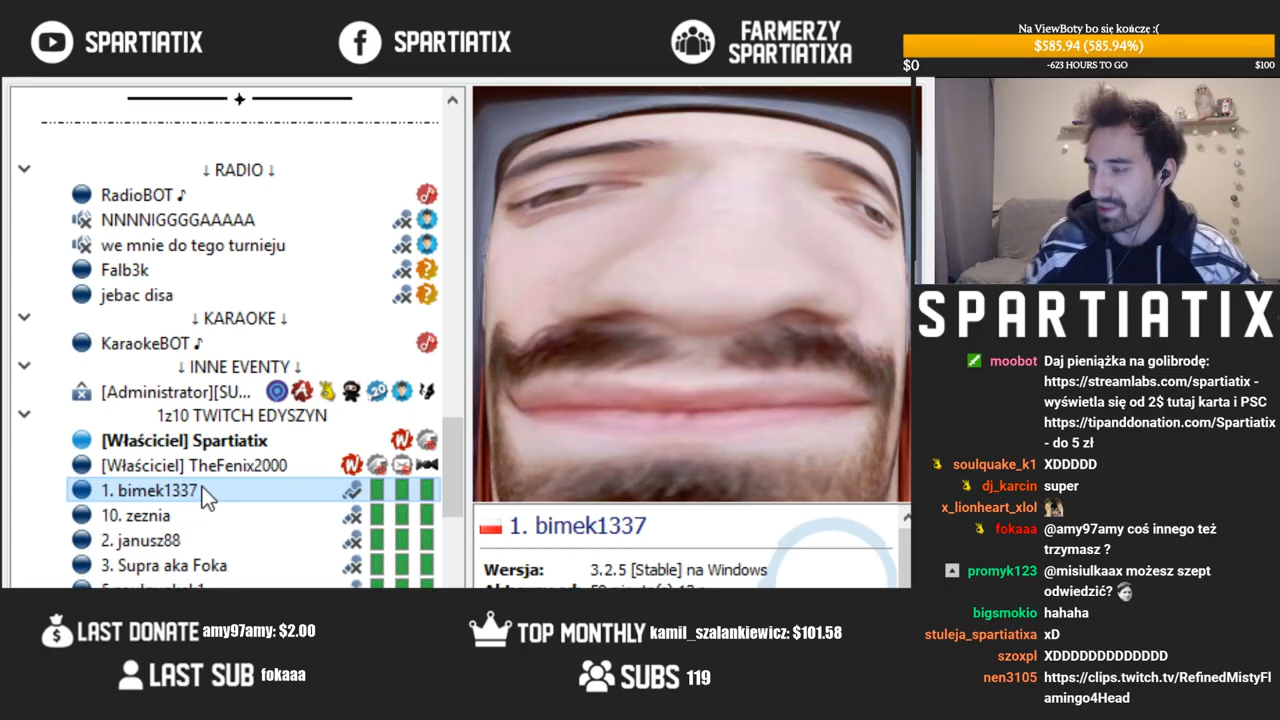 SPARTIATIX
SPARTIATIX
FARMERZY
SPARTIATIXA
Na ViewBoty bo się kończę :(
$585.94 (585.94%)
$0
-623 HOURS TO GO
$100
↓ RADIO ↓
RadioBOT ♪
NNNNIGGGGAAAAA
we mnie do tego turnieju
Falb3k
jebac disa
↓ KARAOKE ↓
KaraokeBOT ♪
↓ INNE EVENTY ↓
[Administrator][SU...
1z10 TWITCH EDYSZYN
[Właściciel] Spartiatix
[Właściciel] TheFenix2000
1. bimek1337
10. zeznia
2. janusz88
3. Supra aka Foka
1. bimek1337
Wersja: 3.2.5 [Stable] na Windows
SPARTIATIX
moobot Daj pieniążka na golibrodę:
https://streamlabs.com/spartiatix -
wyświetla się od 2$ tutaj karta i PSC
https://tipanddonation.com/Spartiatix
- do 5 zł
soulquake_k1 XDDDDD
dj_karcin super
x_lionheart_xlol
fokaaa @amy97amy coś innego też
trzymasz ?
promyk123 @misiulkaax możesz szept
odwiedzić?
bigsmokio hahaha
stuleja_spartiatixa xD
szoxpl XDDDDDDDDDDDDD
nen3105 https://clips.twitch.tv/RefinedMistyFl
amingo4Head
LAST DONATE amy97amy: $2.00
TOP MONTHLY kamil_szalankiewicz: $101.58
LAST SUB fokaaa
SUBS 119